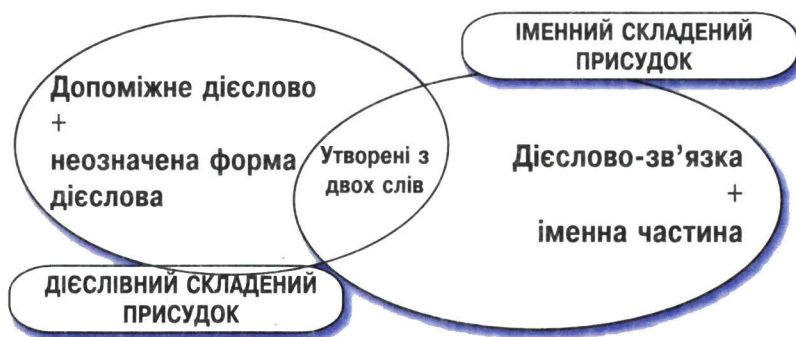 ІМЕННИЙ СКЛАДЕНИЙ
ПРИСУДОК
Допоміжне дієслово
+
неозначена форма
дієслова
Утворені з
двох слів
Дієслово-зв’язка
+
іменна частина
ДІЄСЛІВНИЙ СКЛАДЕНИЙ
ПРИСУДОК